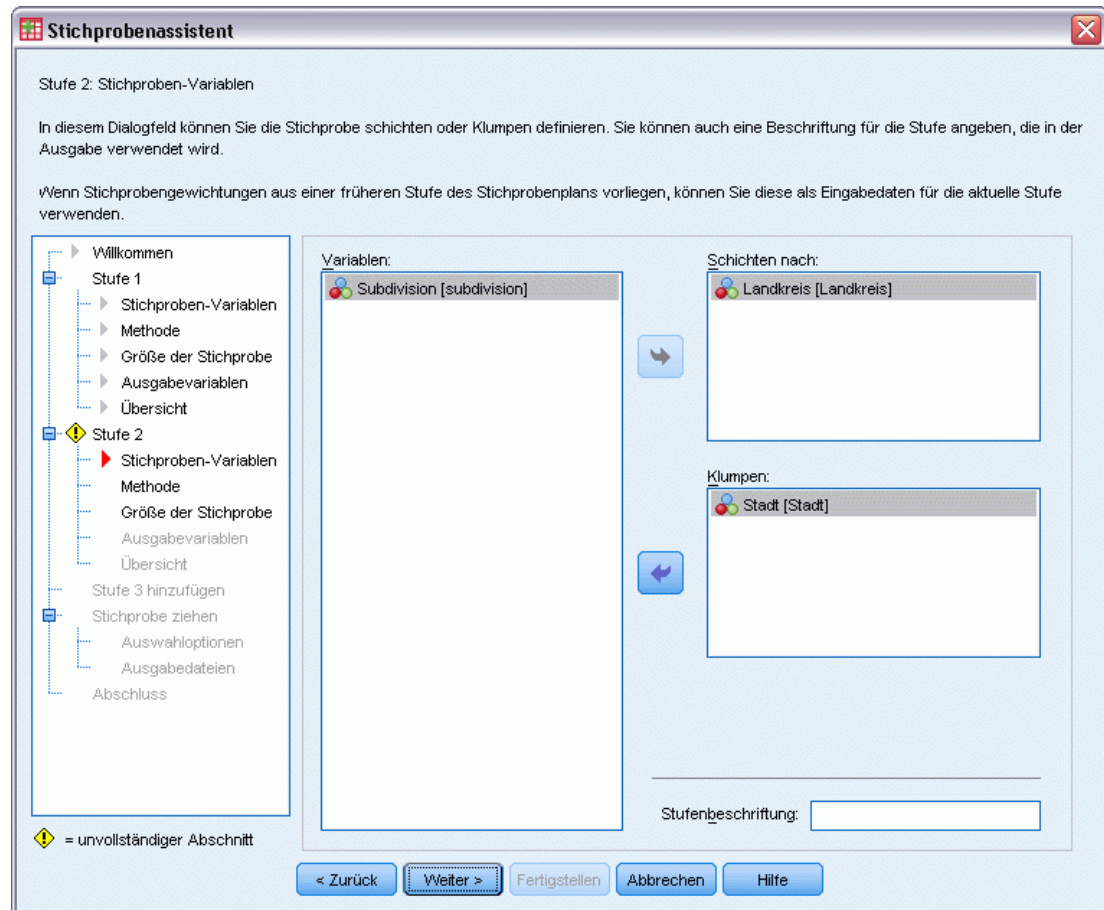 Stichprobenassistent
Stufe 2: Stichproben-Variablen
In diesem Dialogfeld können Sie die Stichprobe schichten oder Klumpen definieren. Sie können auch eine Beschriftung für die Stufe angeben, die in der
Ausgabe verwendet wird.
Wenn Stichprobengewichtungen aus einer früheren Stufe des Stichprobenplans vorliegen, können Sie diese als Eingabedaten für die aktuelle Stufe
verwenden.
Willkommen
Stufe 1
Stichproben-Variablen
Methode
Größe der Stichprobe
Ausgabevariablen
Übersicht
Stufe 2
Stichproben-Variablen
Methode
Größe der Stichprobe
Ausgabevariablen
Übersicht
Stufe 3 hinzufügen
Stichprobe ziehen
Auswahloptionen
Ausgabedateien
Abschluss
! = unvollständiger Abschnitt
Variablen:
Subdivision [subdivision]
Schichten nach:
Landkreis [Landkreis]
Klumpen:
Stadt [Stadt]
Stufenbeschriftung:
< Zurück
Weiter >
Fertigstellen
Abbrechen
Hilfe